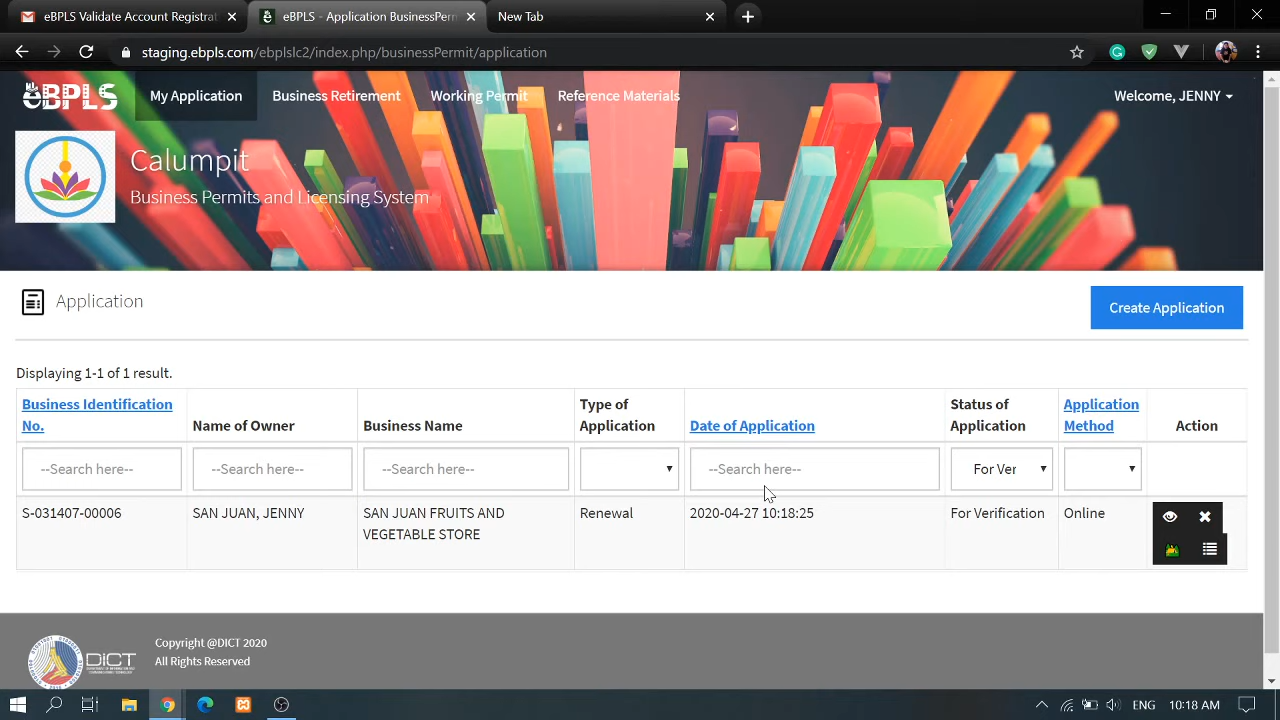 eBPLS Validate Account Registrat
eBPLS - Application BusinessPerm
New Tab
staging.ebpls.com/ebplslc2/index.php/businessPermit/application
eBPLS
My Application
Business Retirement
Working Permit
Reference Materials
Welcome, JENNY
Calumpit
Business Permits and Licensing System
Application
Create Application
Displaying 1-1 of 1 result.
Business Identification
No.
Name of Owner
Business Name
Type of
Application
Date of Application
Status of
Application
Application
Method
Action
--Search here--
--Search here--
--Search here--
--Search here--
For Ver
S-031407-00006
SAN JUAN, JENNY
SAN JUAN FRUITS AND
VEGETABLE STORE
Renewal
2020-04-27 10:18:25
For Verification
Online
DICT
Copyright @DICT 2020
All Rights Reserved
ENG
10:18 AM